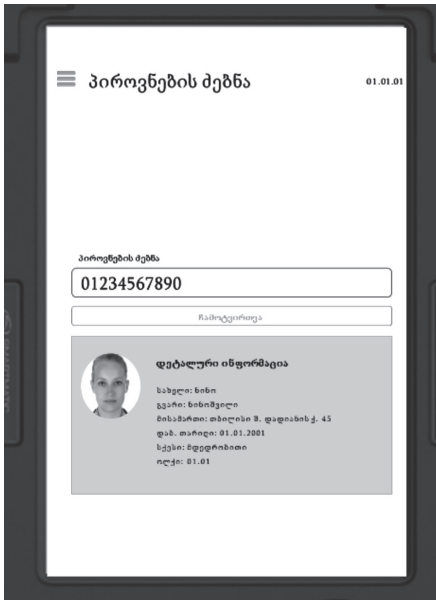 პიროვნების ძებნა
01.01.01
პიროვნების ძებნა
01234567890
ჩამოტვირთვა
დეტალური ინფორმაცია
სახელი: ნინო
გვარი: ნინოშვილი
მისამართი: თბილისი შ. დადიანის ქ. 45
დაბ. თარიღი: 01.01.2001
სქესი: მდედრობითი
ოლქი: 01.01